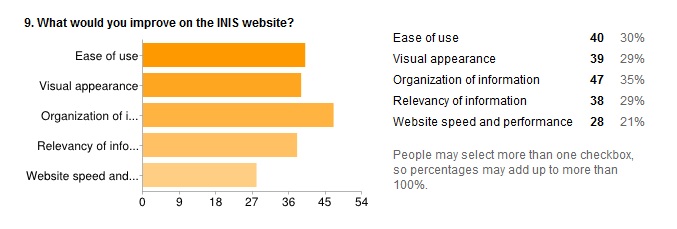 9. What would you improve on the INIS website?
Ease of use
Visual appearance
Organization of i...
Relevancy of info...
Website speed and...
0 9 18 27 36 45 54
Ease of use 40 30%
Visual appearance 39 29%
Organization of information 47 35%
Relevancy of information 38 29%
Website speed and performance 28 21%
People may select more than one checkbox,
so percentages may add up to more than
100%.